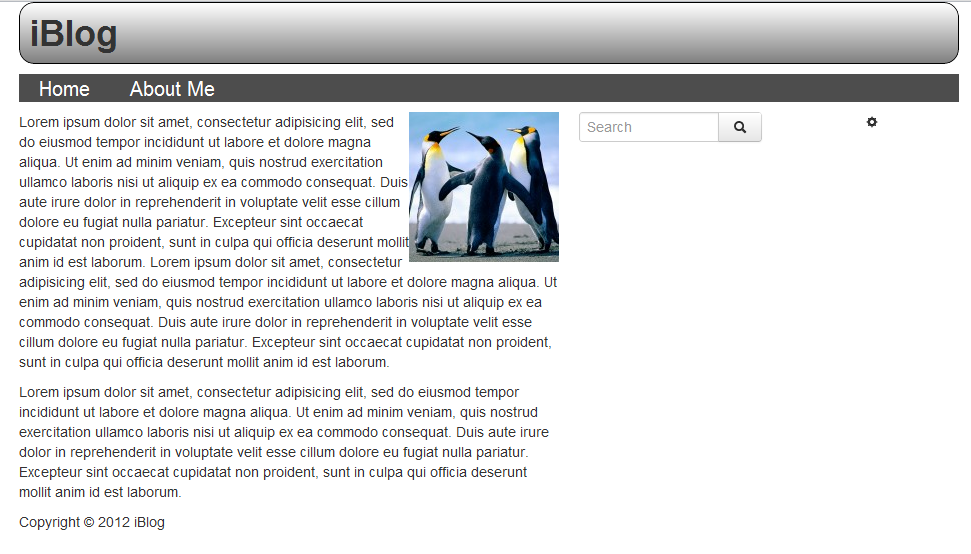 iBlog
Home About Me
Lorem ipsum dolor sit amet, consectetur adipisicing elit, sed
do eiusmod tempor incididunt ut labore et dolore magna
aliqua. Ut enim ad minim veniam, quis nostrud exercitation
ullamco laboris nisi ut aliquip ex ea commodo consequat. Duis
aute irure dolor in reprehenderit in voluptate velit esse cillum
dolore eu fugiat nulla pariatur. Excepteur sint occaecat
cupidatat non proident, sunt in culpa qui officia deserunt mollit
anim id est laborum. Lorem ipsum dolor sit amet, consectetur
adipisicing elit, sed do eiusmod tempor incididunt ut labore et dolore magna aliqua. Ut
enim ad minim veniam, quis nostrud exercitation ullamco laboris nisi ut aliquip ex ea
commodo consequat. Duis aute irure dolor in reprehenderit in voluptate velit esse
cillum dolore eu fugiat nulla pariatur. Excepteur sint occaecat cupidatat non proident,
sunt in culpa qui officia deserunt mollit anim id est laborum.
Lorem ipsum dolor sit amet, consectetur adipisicing elit, sed do eiusmod tempor
incididunt ut labore et dolore magna aliqua. Ut enim ad minim veniam, quis nostrud
exercitation ullamco laboris nisi ut aliquip ex ea commodo consequat. Duis aute irure
dolor in reprehenderit in voluptate velit esse cillum dolore eu fugiat nulla pariatur.
Excepteur sint occaecat cupidatat non proident, sunt in culpa qui officia deserunt
mollit anim id est laborum.
Search
Copyright © 2012 iBlog